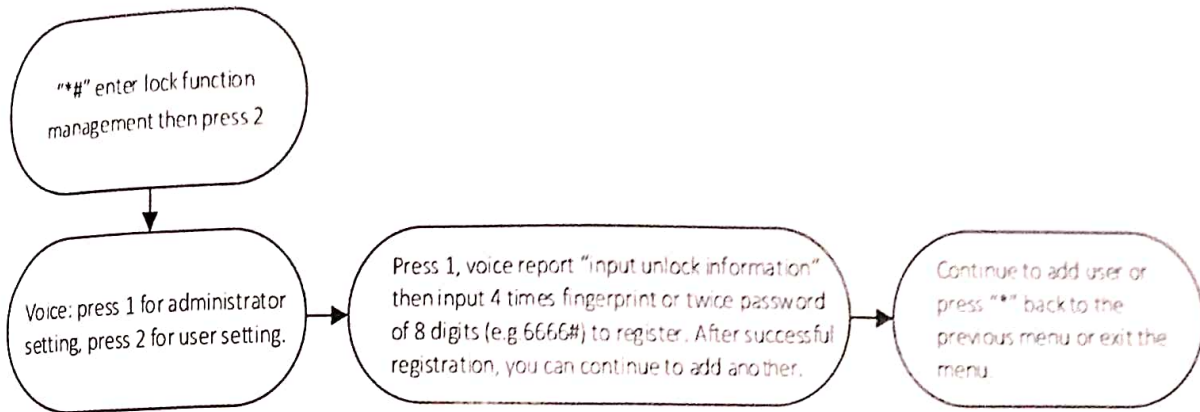 "*#" enter lock function
management then press 2
Voice: press 1 for administrator
setting, press 2 for user setting.
Press 1, voice report "input unlock information"
then input 4 times fingerprint or twice password
of 8 digits (e.g 6666#) to register. After successful
registration, you can continue to add another.
Continue to add user or
press "*" back to the
previous menu or exit the
menu.